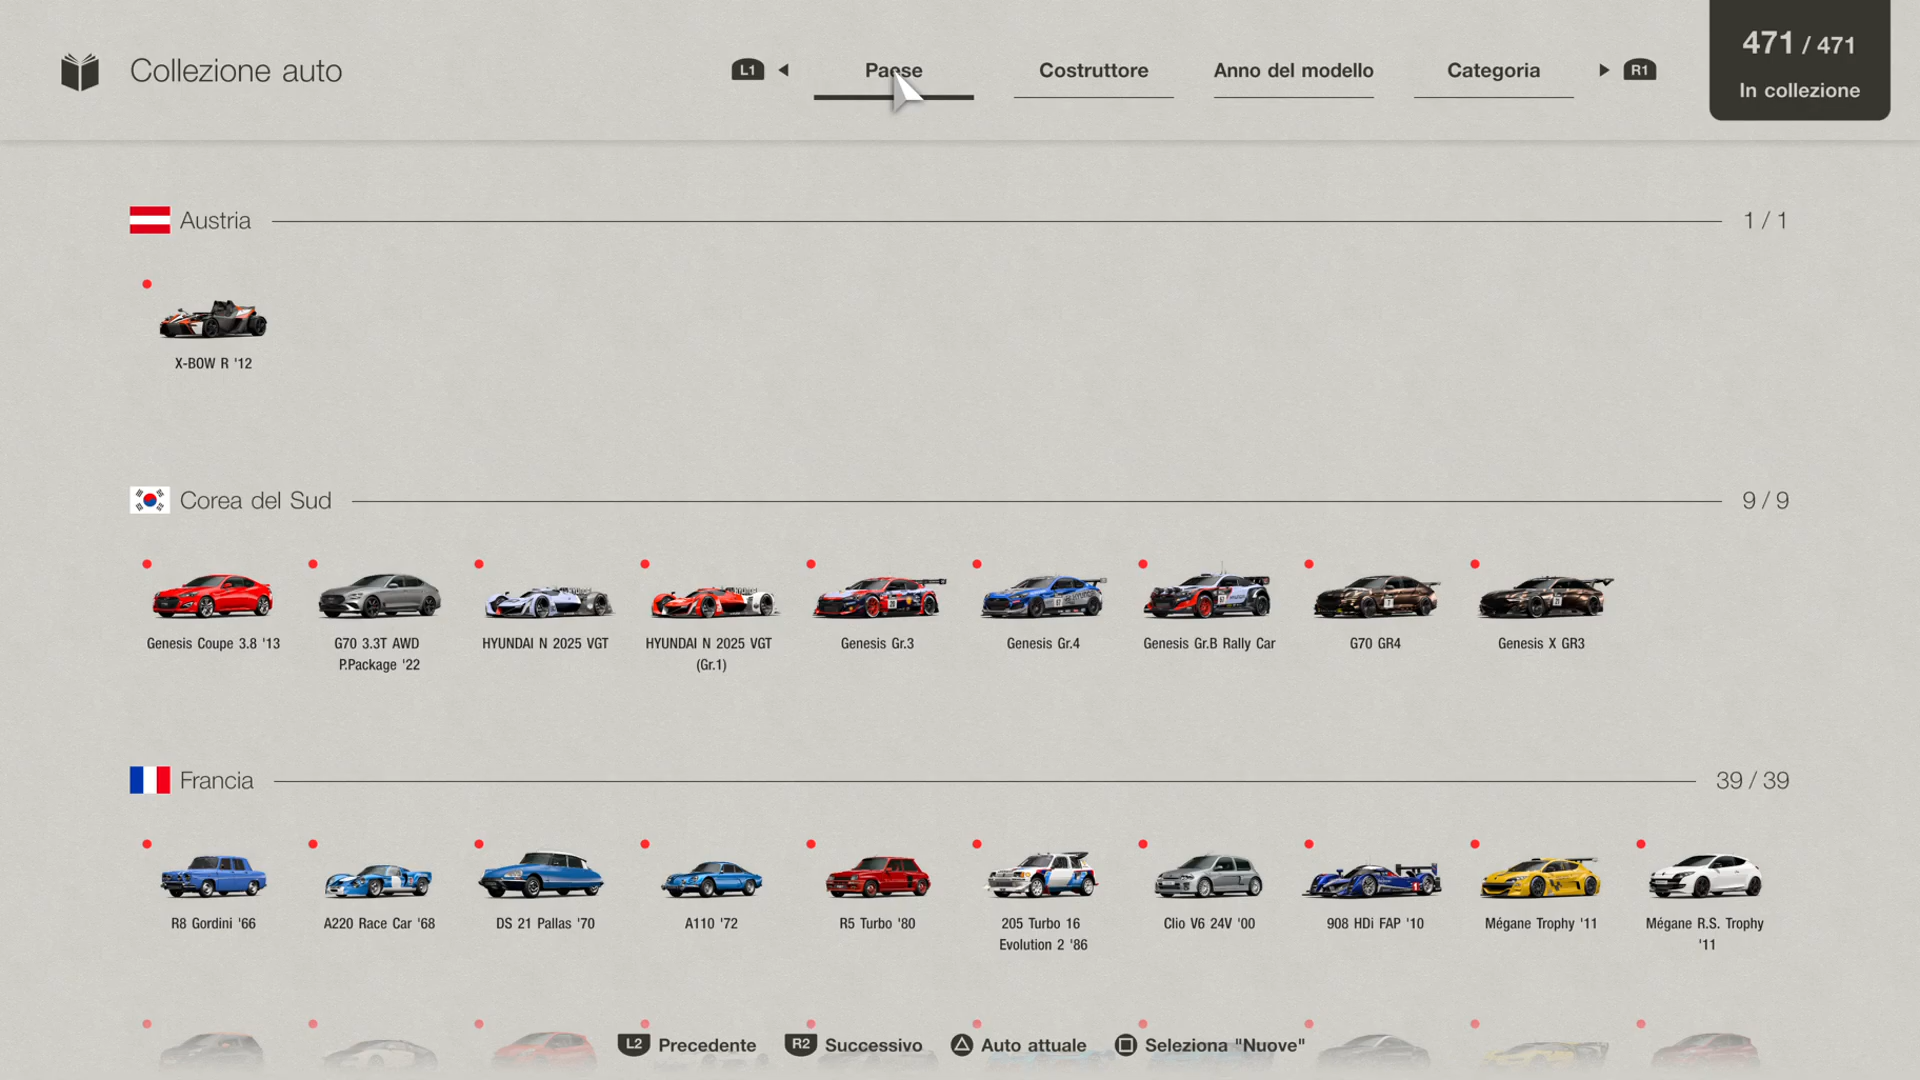 Collezione auto
L1 Paese Costruttore Anno del modello Categoria R1
471 / 471
In collezione
Austria 1 / 1
X-BOW R '12
Corea del Sud 9 / 9
Genesis Coupe 3.8 '13
G70 3.3T AWD
P.Package '22
HYUNDAI N 2025 VGT
HYUNDAI N 2025 VGT
(Gr.1)
Genesis Gr.3
Genesis Gr.4
Genesis Gr.B Rally Car
G70 GR4
Genesis X GR3
Francia 39 / 39
R8 Gordini '66
A220 Race Car '68
DS 21 Pallas '70
A110 '72
R5 Turbo '80
205 Turbo 16
Evolution 2 '86
Clio V6 24V '00
908 HDi FAP '10
Mégane Trophy '11
Mégane R.S. Trophy
'11
L2 Precedente R2 Successivo Auto attuale Seleziona "Nuove"